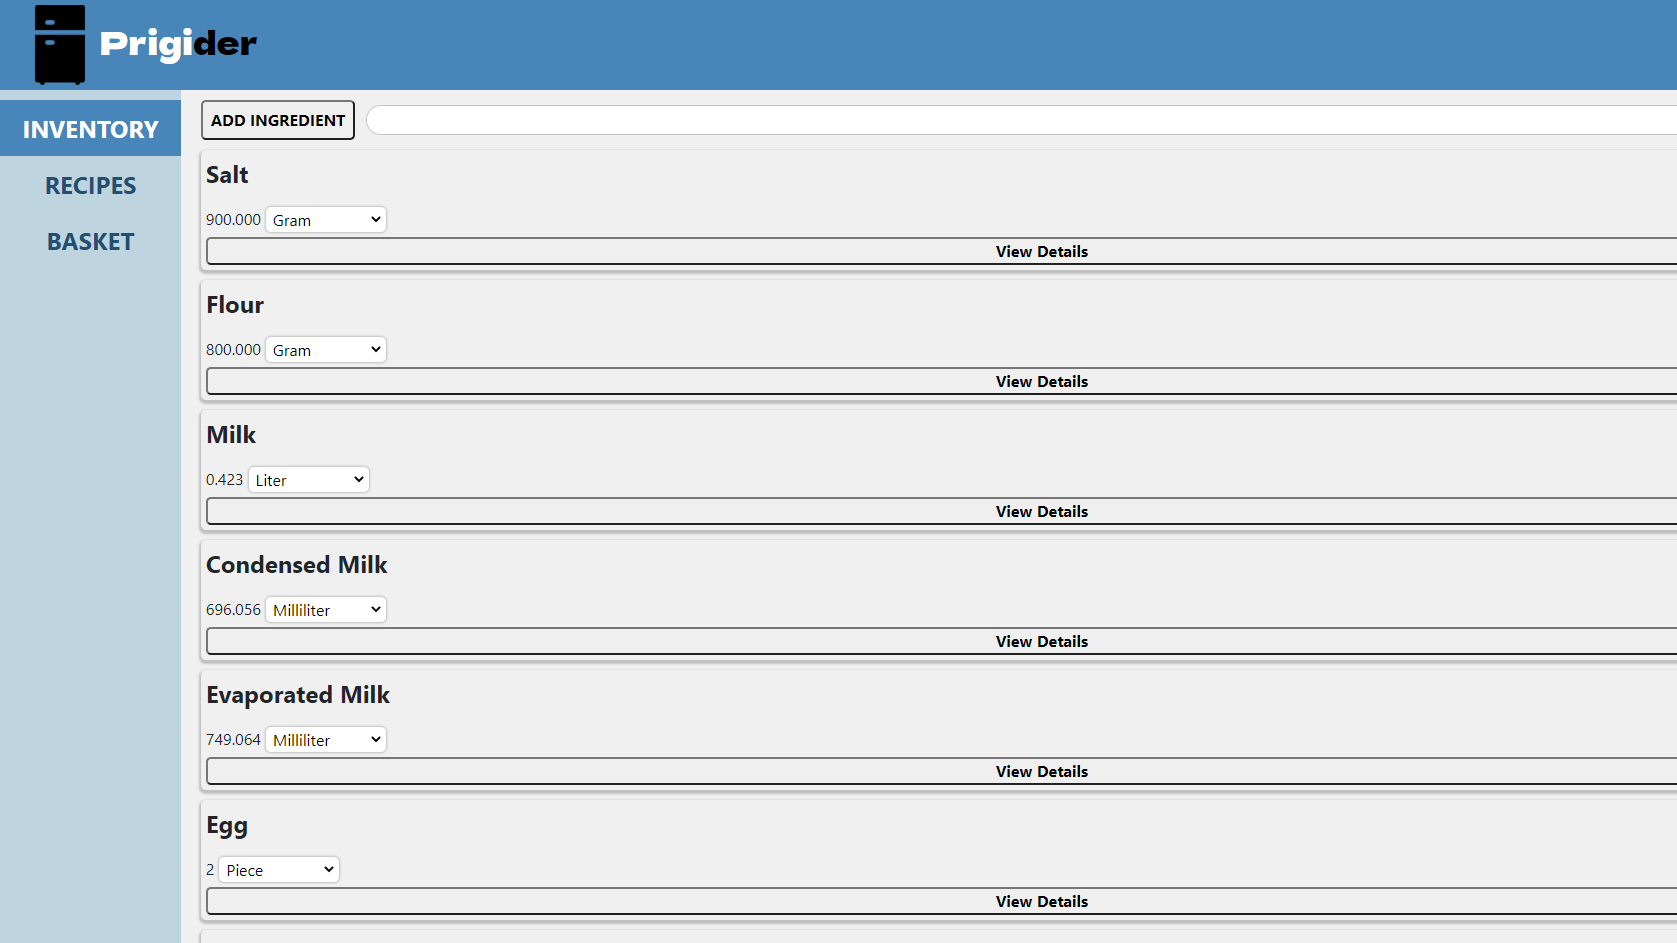 Prigider
INVENTORY
RECIPES
BASKET
ADD INGREDIENT
Salt
900.000 Gram
View Details
Flour
800.000 Gram
View Details
Milk
0.423 Liter
View Details
Condensed Milk
696.056 Milliliter
View Details
Evaporated Milk
749.064 Milliliter
View Details
Egg
2 Piece
View Details